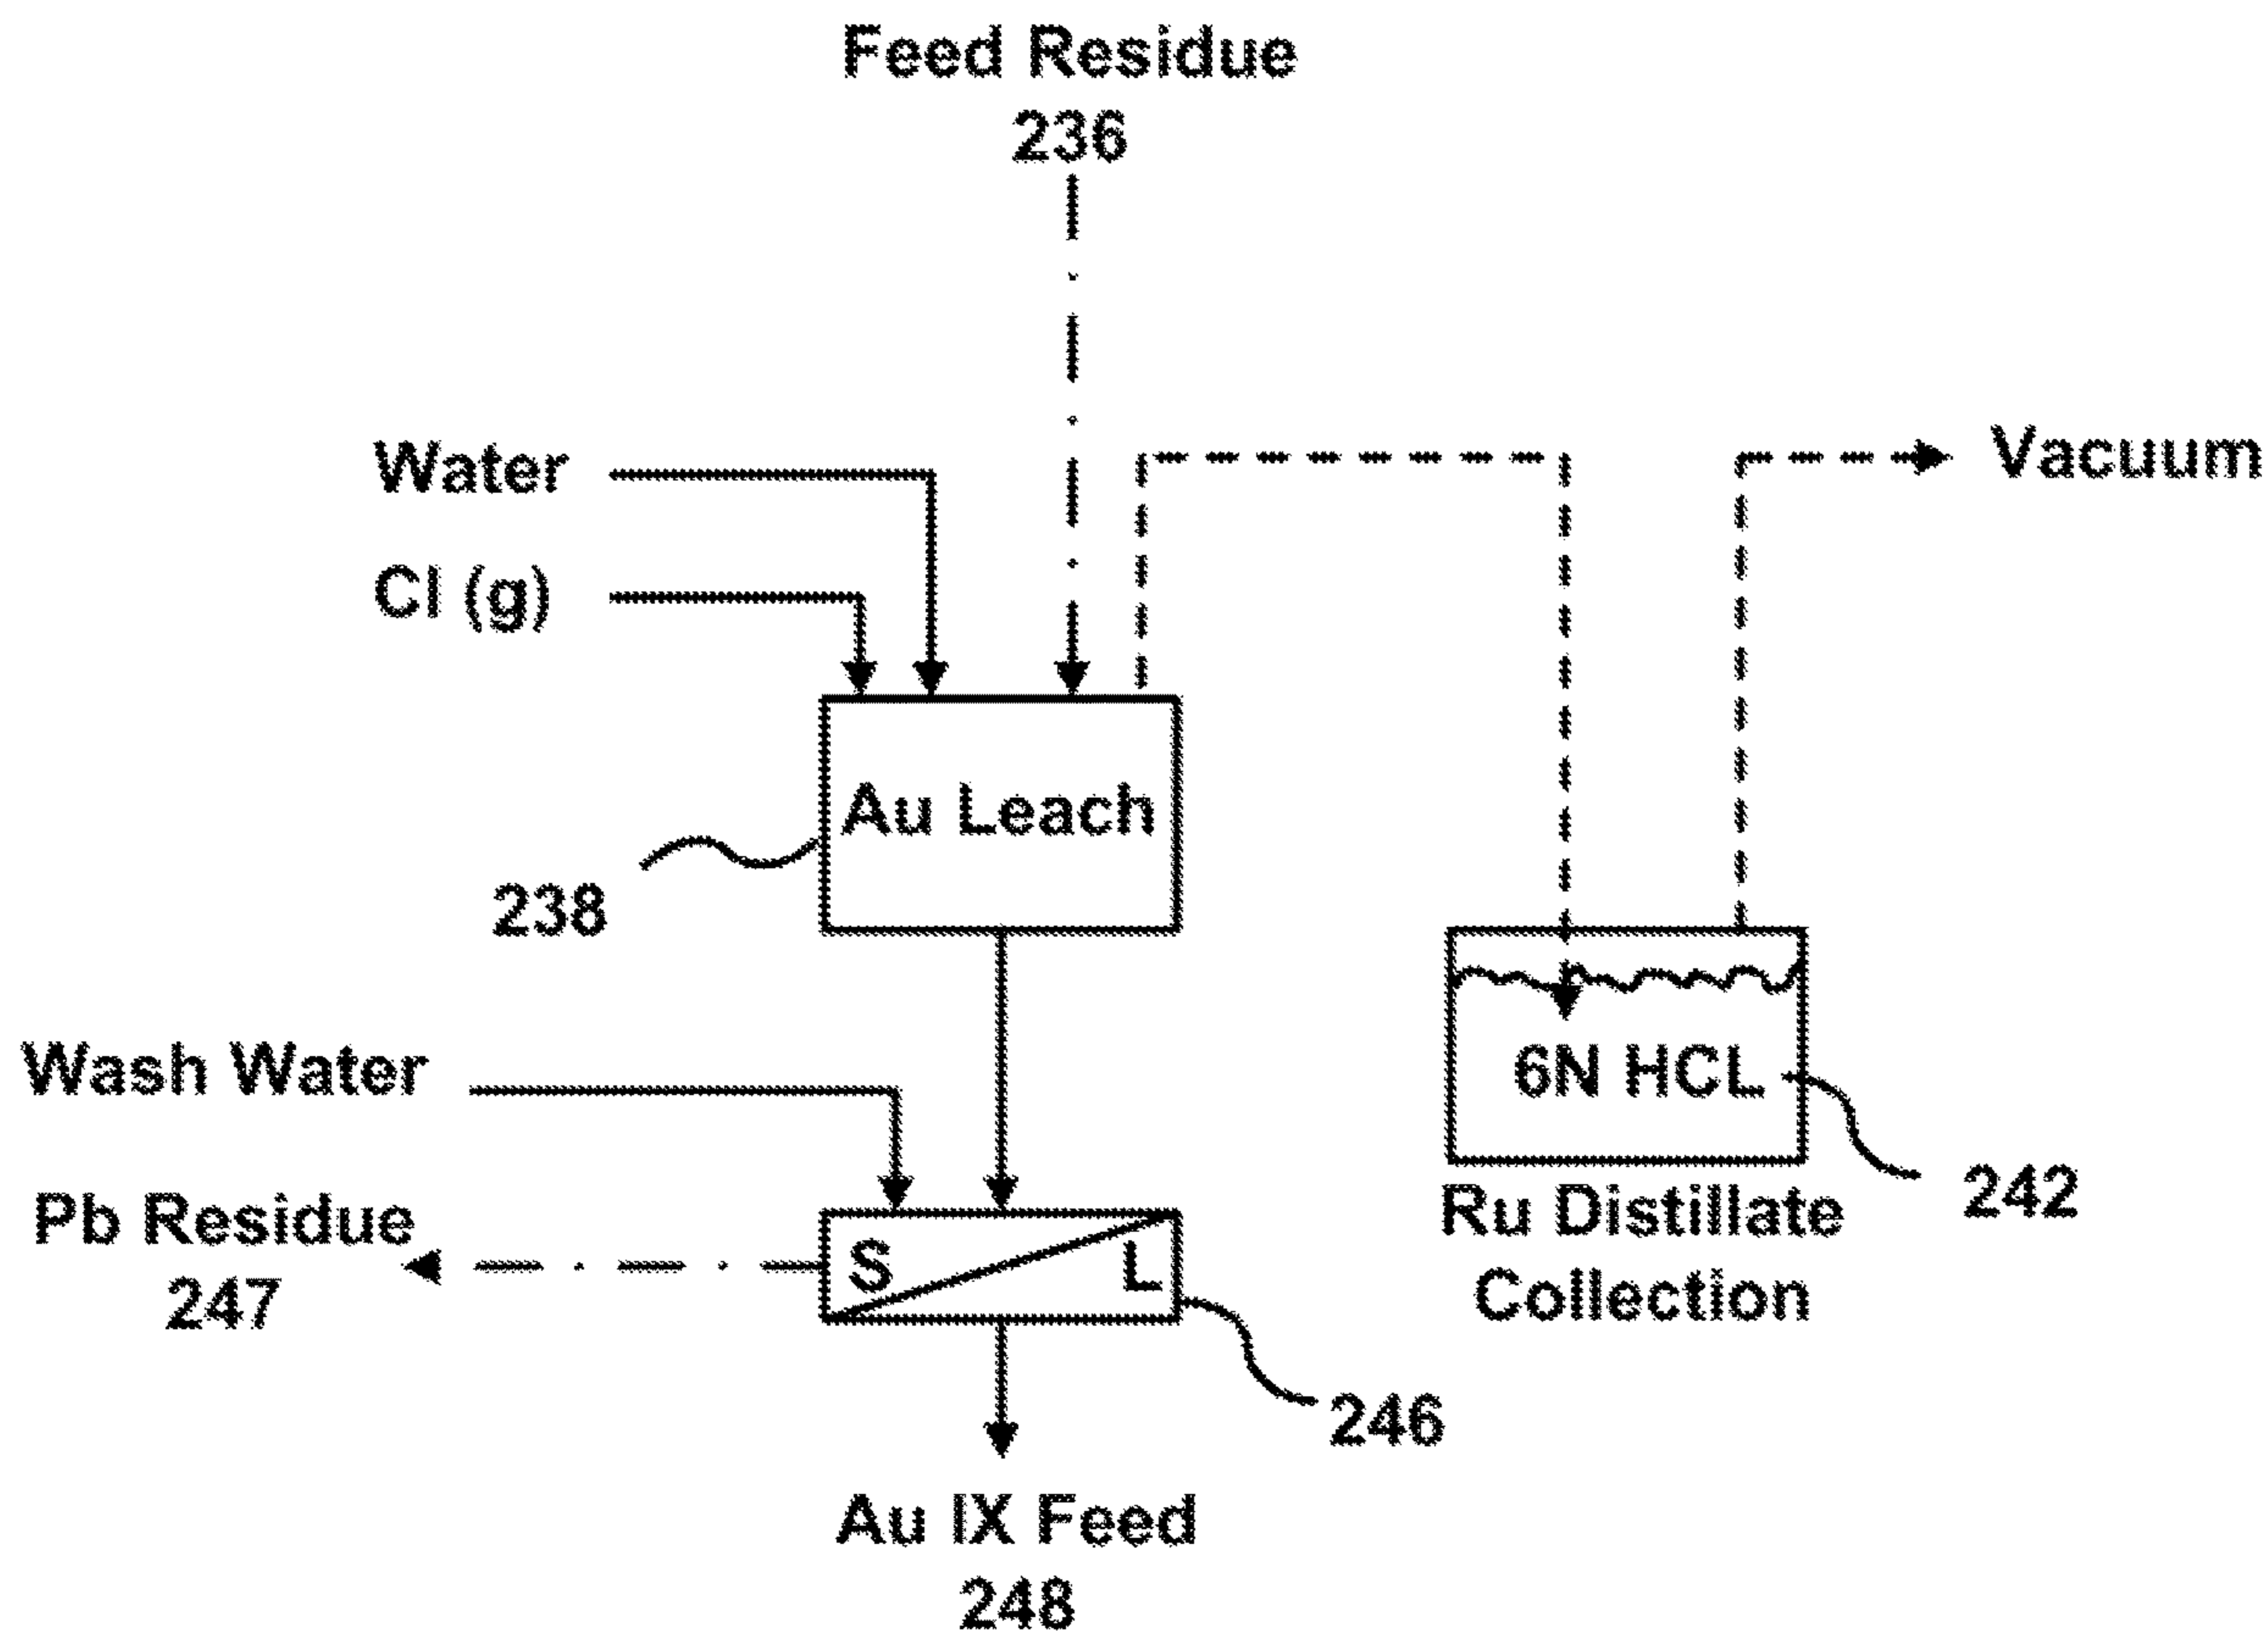 Feed Residue
236
Water
Vacuum
Cl (g)
Au Leach
238
Wash Water
6N HCL
Pb Residue
247
S
L
Ru Distillate
Collection
242
246
Au IX Feed
248